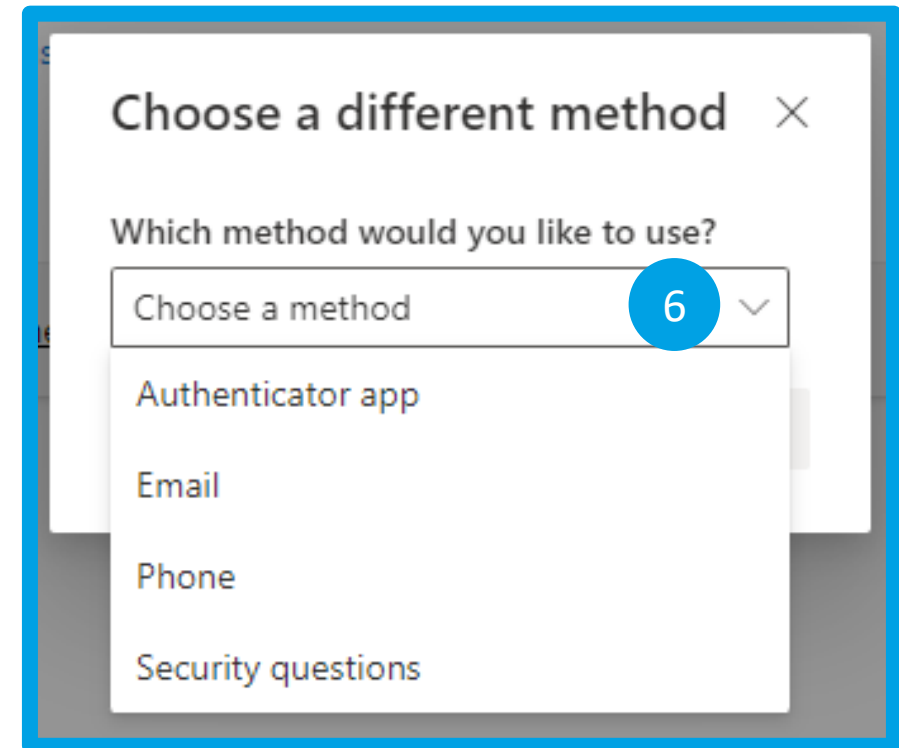 Choose a different method
Which method would you like to use?
Choose a method 6
Authenticator app
Email
Phone
Security questions